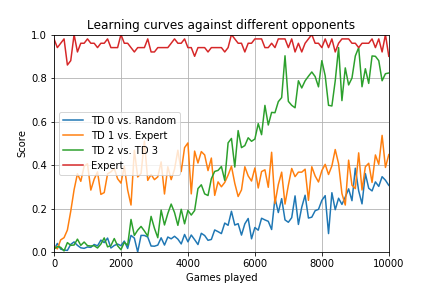 Learning curves against different opponents
1.0
0.8
0.6
0.4
0.2
0.0
Score
TD 0 vs. Random
TD 1 vs. Expert
TD 2 vs. TD 3
Expert
0 2000 4000 6000 8000 10000
Games played